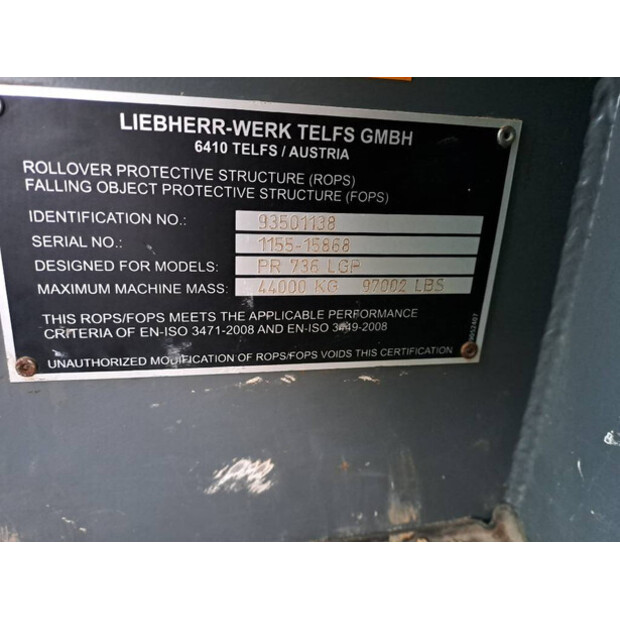 LIEBHERR-WERK TELFS GMBH
6410 TELFS / AUSTRIA
ROLLOVER PROTECTIVE STRUCTURE (ROPS)
FALLING OBJECT PROTECTIVE STRUCTURE (FOPS)
IDENTIFICATION NO.: 93501138
SERIAL NO.: 1155-15868
DESIGNED FOR MODELS: PR 736 LGP
MAXIMUM MACHINE MASS: 44000 KG 97002 LBS
THIS ROPS/FOPS MEETS THE APPLICABLE PERFORMANCE
CRITERIA OF EN-ISO 3471-2008 AND EN-ISO 3449-2008
UNAUTHORIZED MODIFICATION OF ROPS/FOPS VOIDS THIS CERTIFICATION